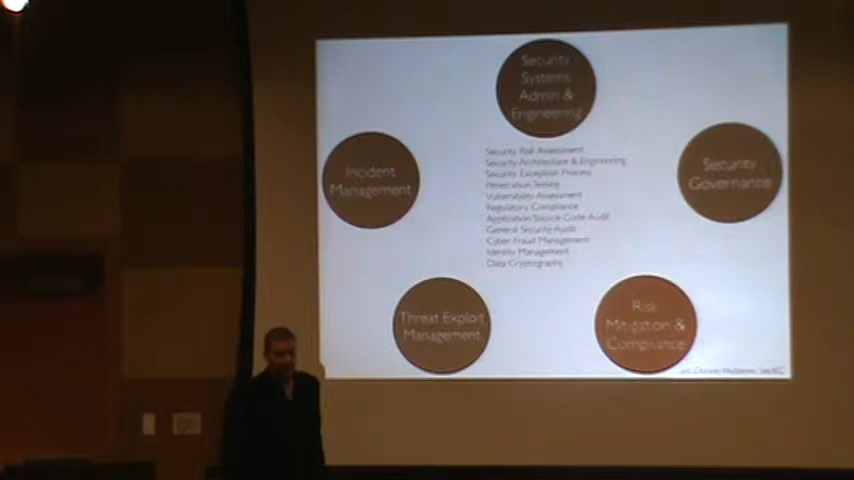 Security
Systems
Admin &
Engineering
Incident
Management
Security
Governance
Security Risk Assessment
Security Architecture & Engineering
Security Exception Process
Penetration Testing
Vulnerability Assessment
Regulatory Compliance
Application Source Code Audit
General Security Audit
Cyber Fraud Management
Identity Management
Data Cryptography
Threat Exploit
Management
Risk
Mitigation &
Compliance